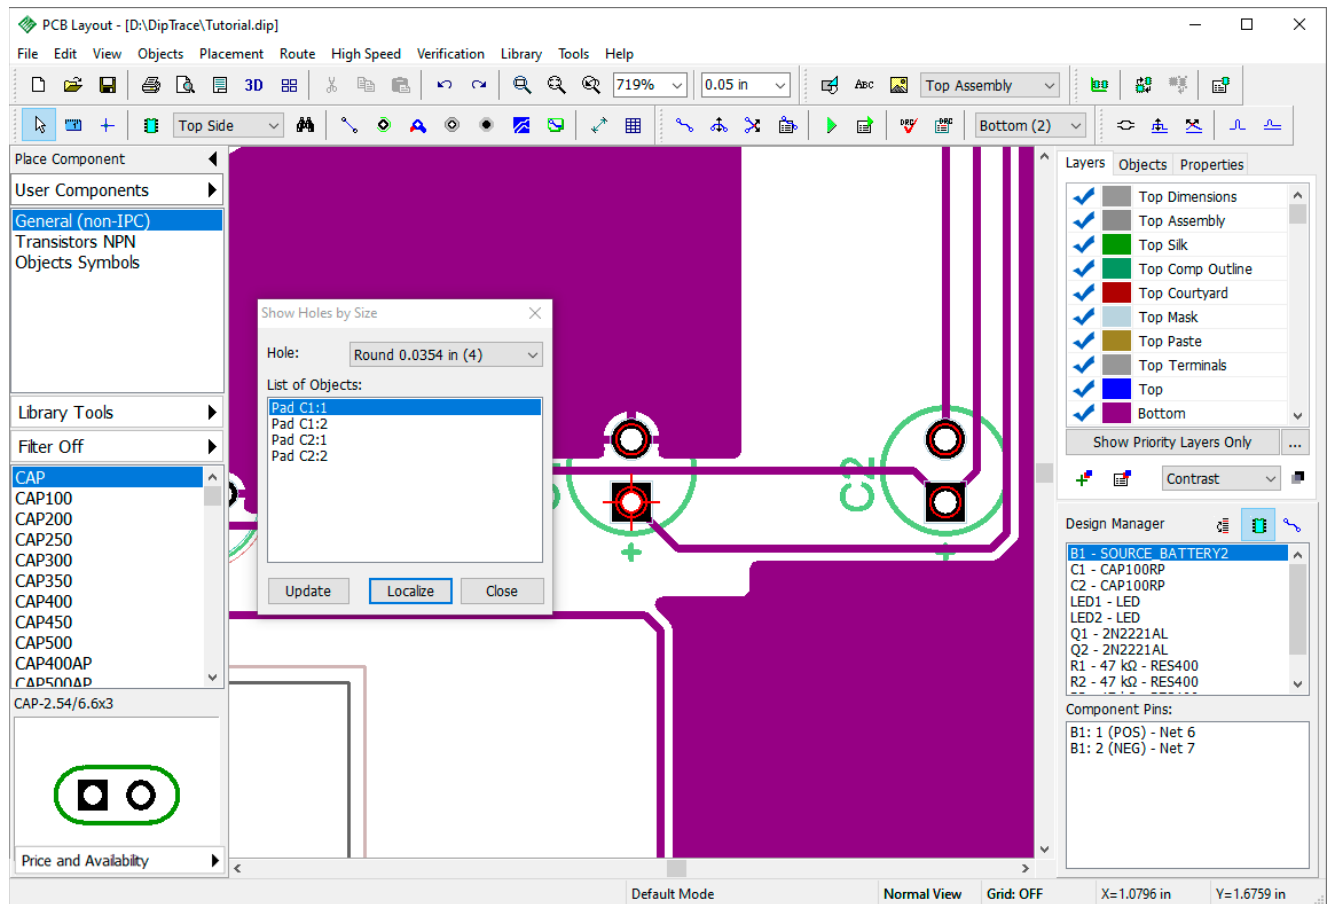 PCB Layout - [D:\DipTrace\Tutorial.dip]
File Edit View Objects Placement Route High Speed Verification Library Tools Help
3D 719% 0.05 in ABC Top Assembly
Top Side DRC DRC Bottom (2)
Place Component
User Components
General (non-IPC)
Transistors NPN
Objects Symbols
Library Tools
Filter Off
CAP
CAP100
CAP200
CAP250
CAP300
CAP350
CAP400
CAP450
CAP500
CAP400AP
CAP500AP
CAP-2.54/6.6x3
Price and Availability
Show Holes by Size
Hole: Round 0.0354 in (4)
List of Objects:
Pad C1:1
Pad C1:2
Pad C2:1
Pad C2:2
Update Localize Close
C2
+
+
Layers Objects Properties
Top Dimensions
Top Assembly
Top Silk
Top Comp Outline
Top Courtyard
Top Mask
Top Paste
Top Terminals
Top
Bottom
Show Priority Layers Only ...
Contrast
Design Manager
B1 - SOURCE_BATTERY2
C1 - CAP100RP
C2 - CAP100RP
LED1 - LED
LED2 - LED
Q1 - 2N2221AL
Q2 - 2N2221AL
R1 - 47 kΩ - RES400
R2 - 47 kΩ - RES400
Component Pins:
B1: 1 (POS) - Net 6
B1: 2 (NEG) - Net 7
Default Mode Normal View Grid: OFF X=1.0796 in Y=1.6759 in